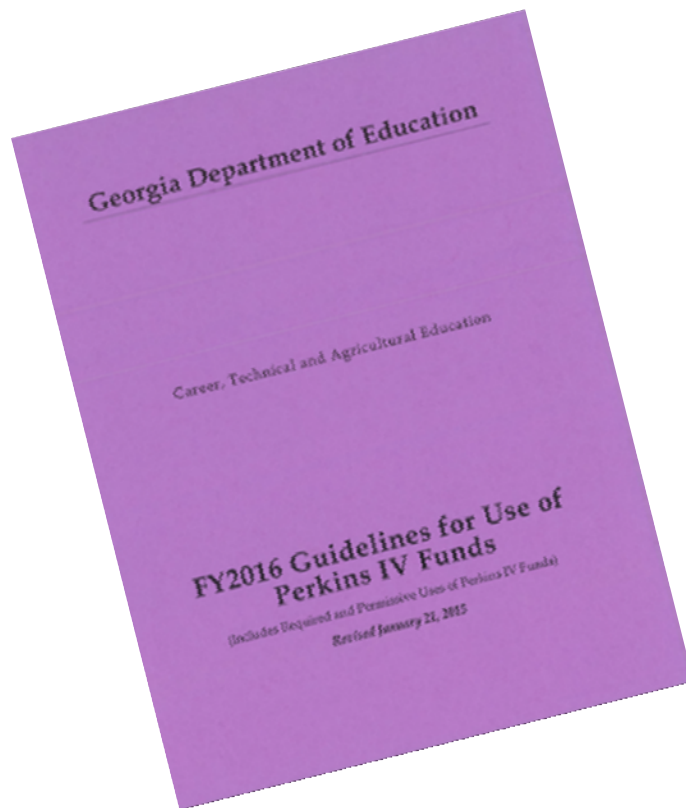 Georgia Department of Education
Career, Technical and Agricultural Education
FY2016 Guidelines for Use of
Perkins IV Funds
(Includes Required and Permissive Uses of Perkins IV Funds)
Revised January 21, 2015